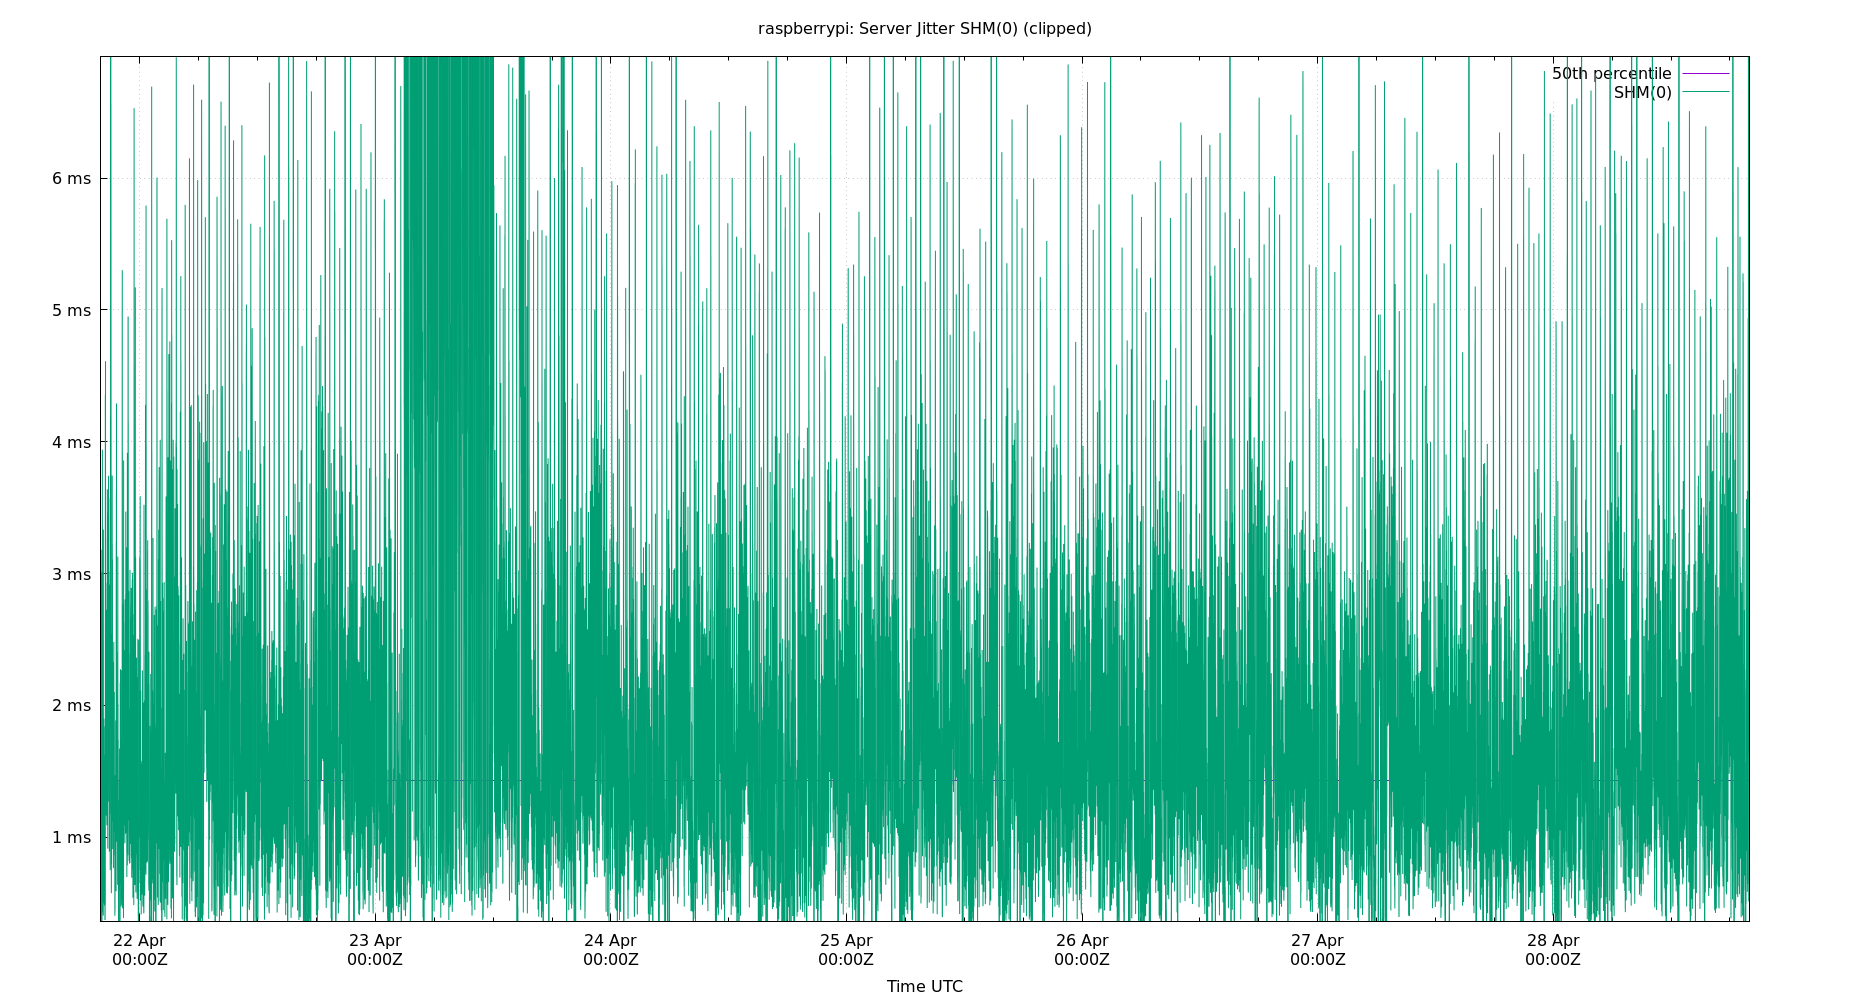 raspberrypi: Server Jitter SHM(0) (clipped)
50th percentile
SHM(0)
6 ms
5 ms
4 ms
3 ms
2 ms
1 ms
22 Apr 23 Apr 24 Apr 25 Apr 26 Apr 27 Apr 28 Apr
00:00Z 00:00Z 00:00Z 00:00Z 00:00Z 00:00Z 00:00Z
Time UTC